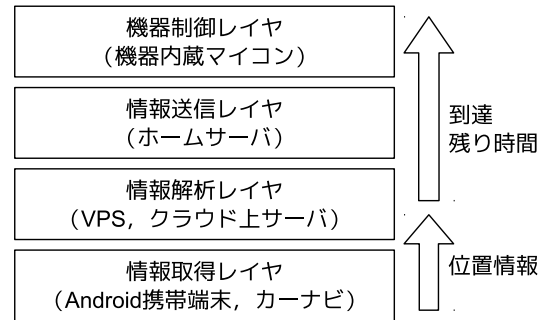 機器制御レイヤ
（機器内蔵マイコン）
情報送信レイヤ
（ホームサーバ）
到達
残り時間
情報解析レイヤ
（VPS，クラウド上サーバ）
情報取得レイヤ
（Android携帯端末，カーナビ）
位置情報